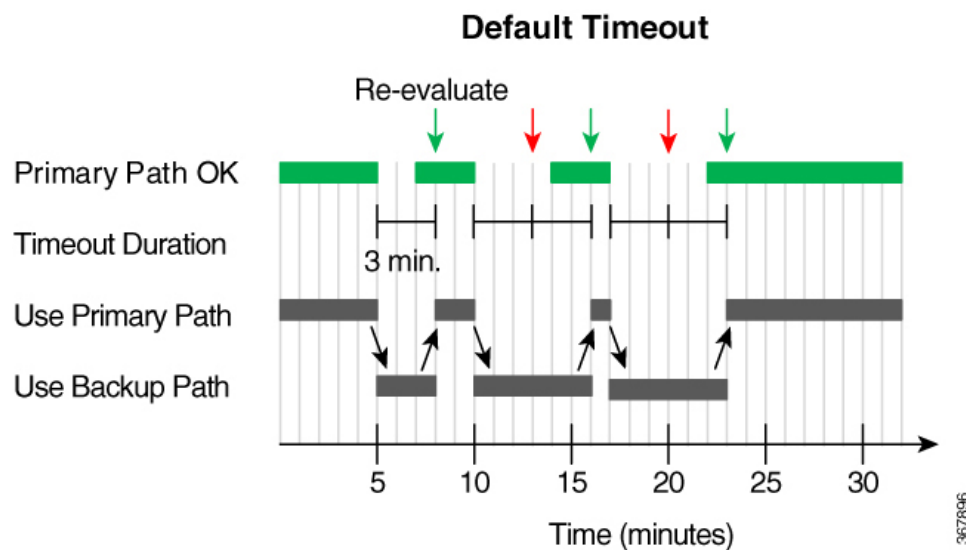 Default Timeout
Re-evaluate
Primary Path OK
Timeout Duration
3 min.
Use Primary Path
Use Backup Path
5 10 15 20 25 30
Time (minutes)
367896